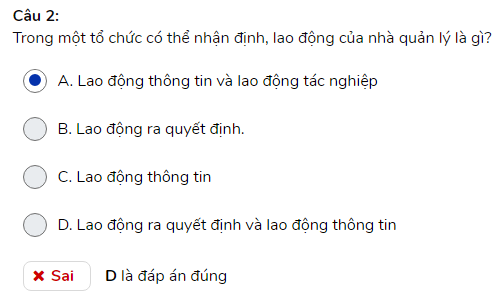 Câu 2:
Trong một tổ chức có thể nhận định, lao động của nhà quản lý là gì?
A. Lao động thông tin và lao động tác nghiệp
B. Lao động ra quyết định.
C. Lao động thông tin
D. Lao động ra quyết định và lao động thông tin
Sai D là đáp án đúng